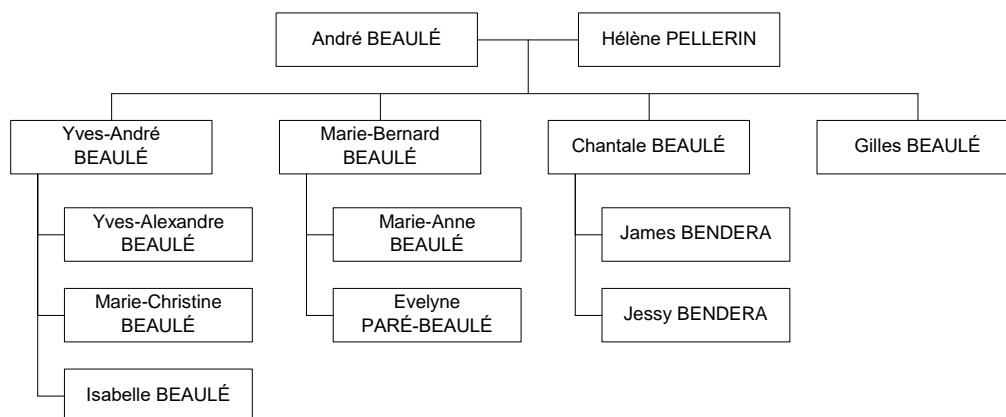 André BEAULÉ
Hélène PELLERIN
Yves-André
BEAULÉ
Marie-Bernard
BEAULÉ
Chantale BEAULÉ
Gilles BEAULÉ
Yves-Alexandre
BEAULÉ
Marie-Anne
BEAULÉ
James BENDERA
Marie-Christine
BEAULÉ
Evelyne
PARÉ-BEAULÉ
Jessy BENDERA
Isabelle BEAULÉ